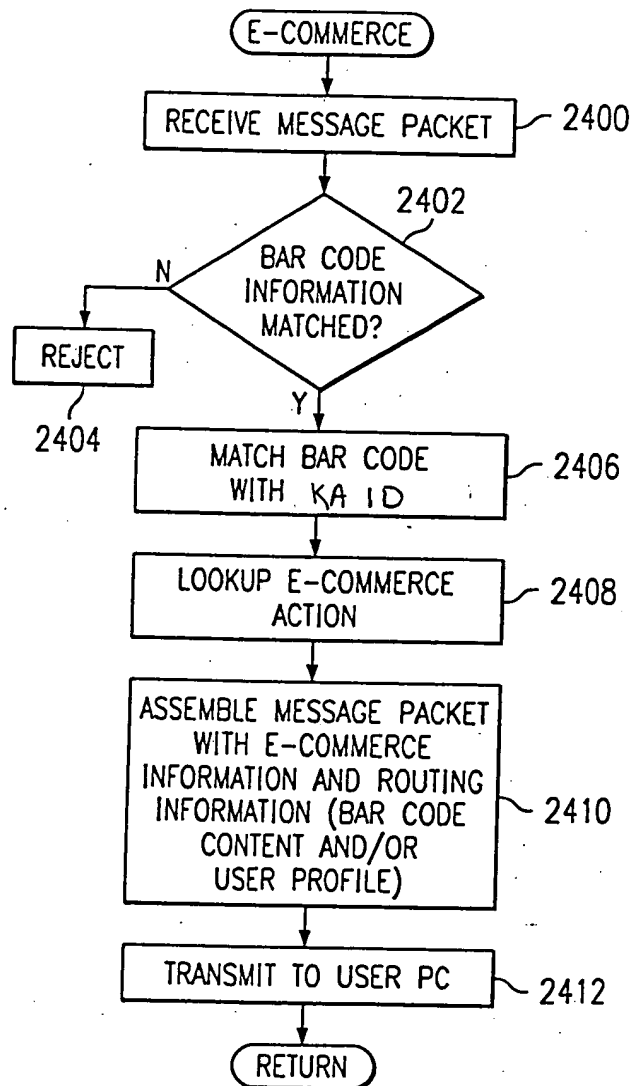 E-COMMERCE
RECEIVE MESSAGE PACKET
2400
2402
BAR CODE
INFORMATION
MATCHED?
N
REJECT
2404
Y
MATCH BAR CODE
WITH KA ID
2406
LOOKUP E-COMMERCE
ACTION
2408
ASSEMBLE MESSAGE PACKET
WITH E-COMMERCE
INFORMATION AND ROUTING
INFORMATION (BAR CODE
CONTENT AND/OR
USER PROFILE)
2410
TRANSMIT TO USER PC
2412
RETURN